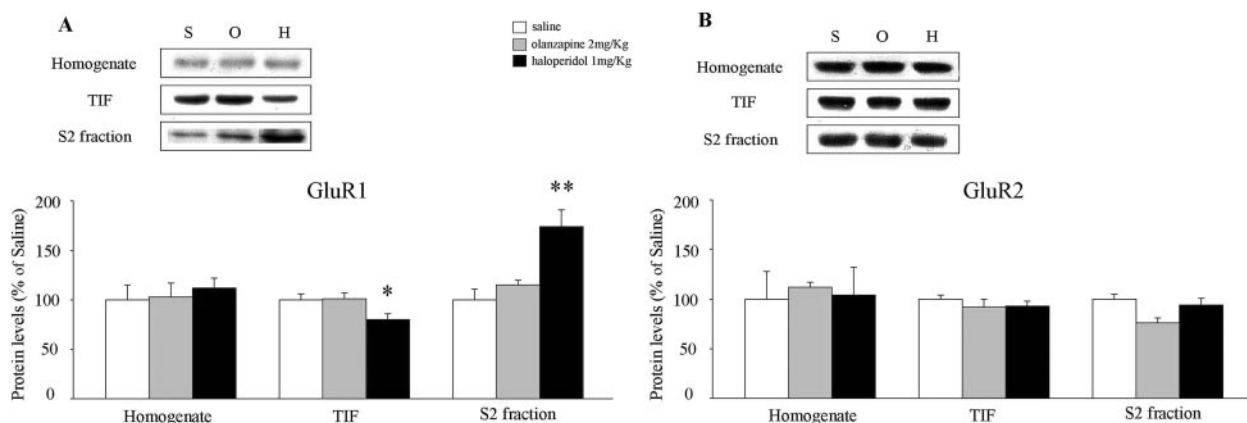 A
S O H
Homogenate
TIF
S2 fraction
saline
olanzapine 2mg/Kg
haloperidol 1mg/Kg
B
S O H
Homogenate
TIF
S2 fraction
GluR1
Protein levels (% of Saline)
200
150
100
50
0
*
**
Homogenate TIF S2 fraction
GluR2
Protein levels (% of Saline)
200
150
100
50
0
Homogenate TIF S2 fraction